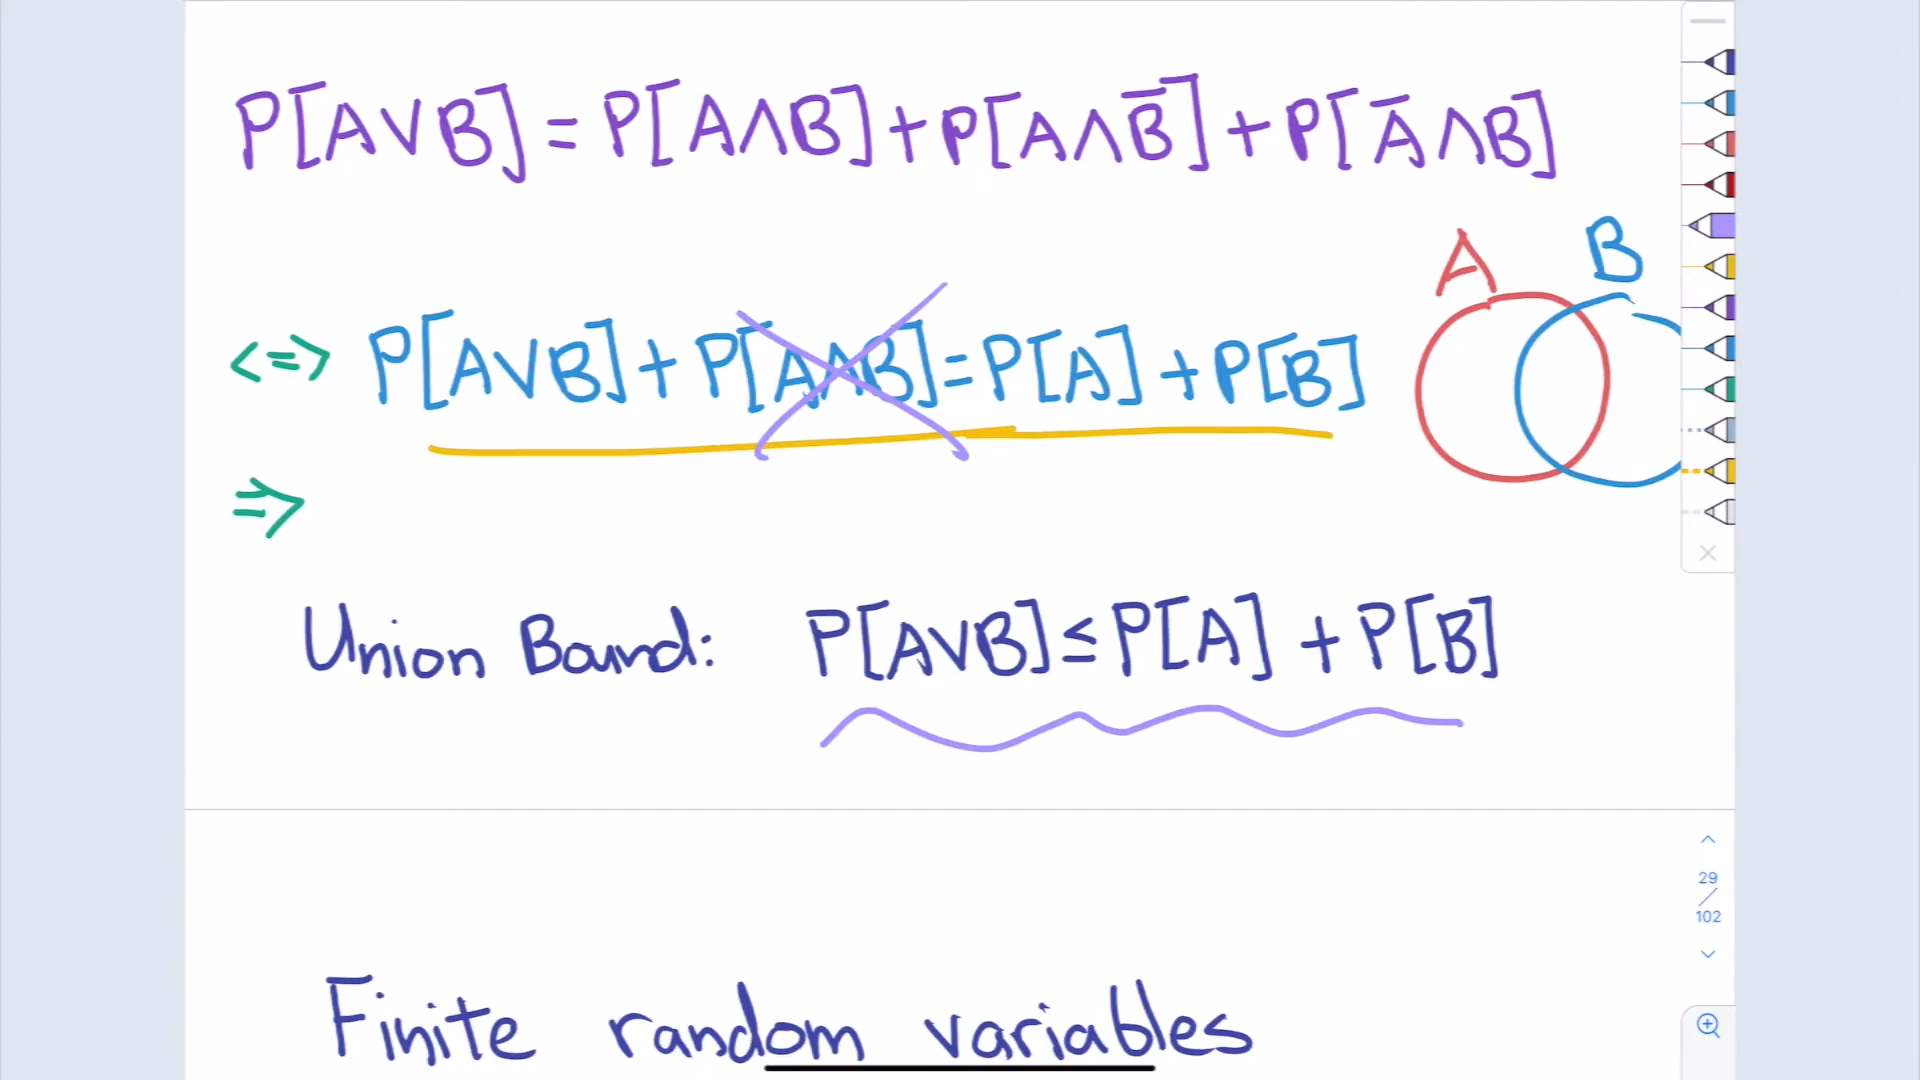 P[A∨B] = P[A∧B] + P[A∧B̅] + P[A̅∧B]
A B
<=> P[A∨B] + P[A∧B] = P[A] + P[B]
=>
Union Bound: P[A∨B] ≤ P[A] + P[B]
29
/
102
Finite random variables